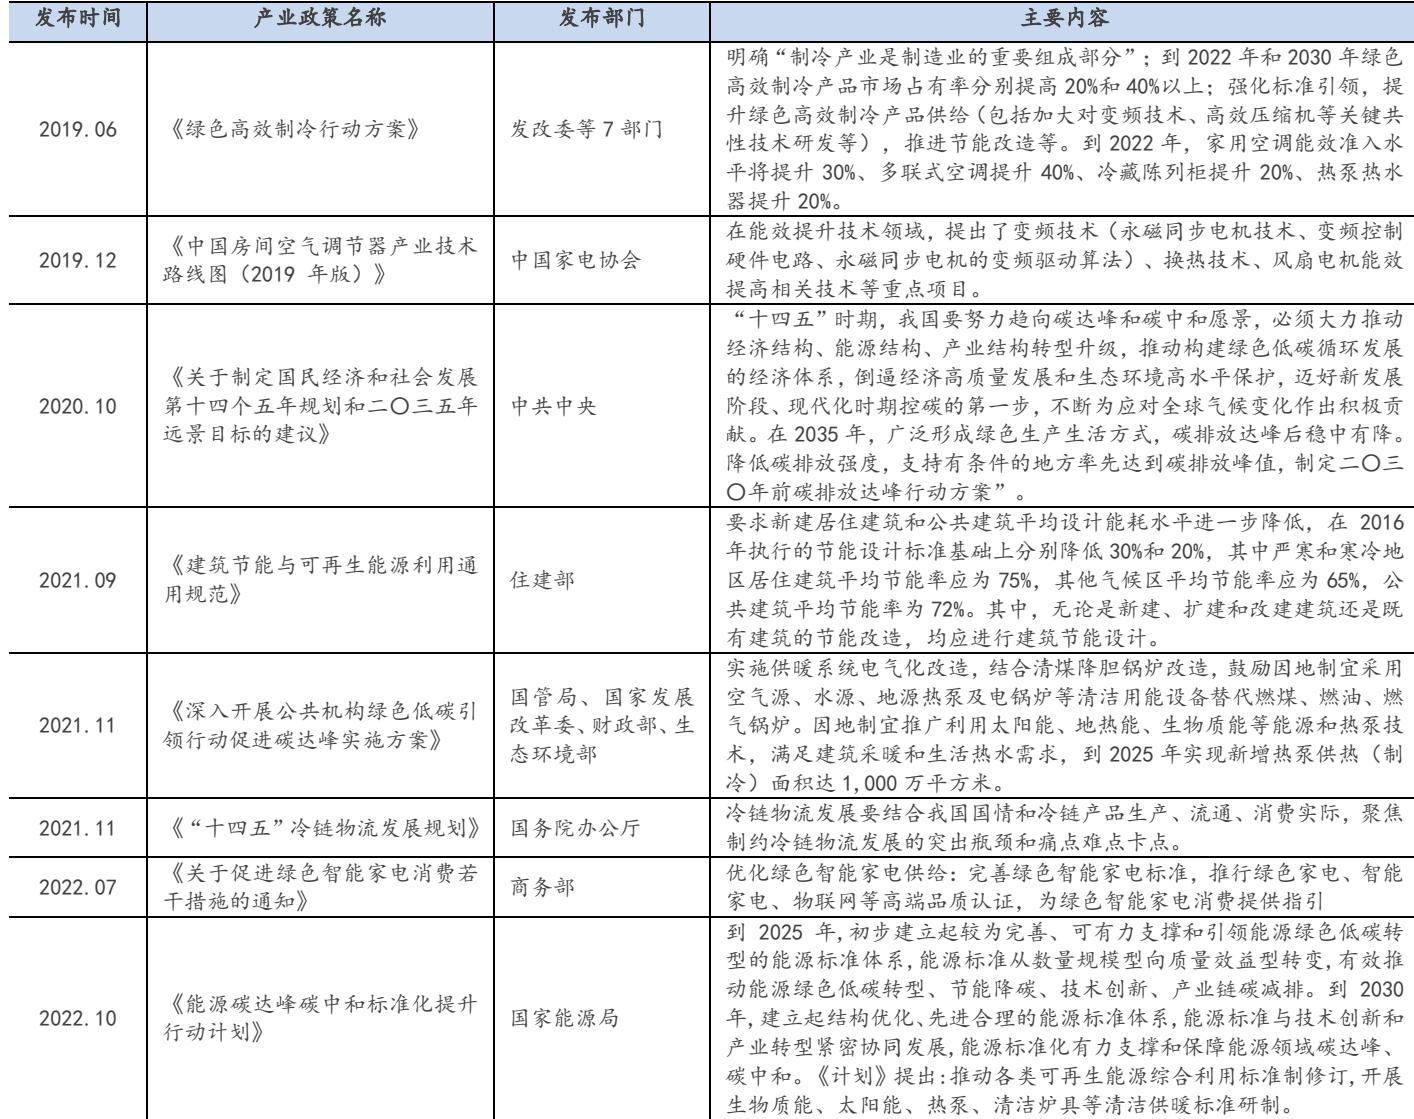 发布时间 产业政策名称 发布部门 主要内容
2019.06 《绿色高效制冷行动方案》 发改委等 7 部门
明确“制冷产业是制造业的重要组成部分”；到 2022 年和 2030 年绿色
高效制冷产品市场占有率分别提高 20%和 40%以上；强化标准引领，提
升绿色高效制冷产品供给（包括加大对变频技术、高效压缩机等关键共
性技术研发等），推进节能改造等。到 2022 年，家用空调能效准入水
平将提升 30%、多联式空调提升 40%、冷藏陈列柜提升 20%、热泵热水
器提升 20%。
2019.12
《中国房间空气调节器产业技术
路线图（2019 年版）》
中国家电协会
在能效提升技术领域，提出了变频技术（永磁同步电机技术、变频控制
硬件电路、永磁同步电机的变频驱动算法）、换热技术、风扇电机能效
提高相关技术等重点项目。
2020.10
《关于制定国民经济和社会发展
第十四个五年规划和二〇三五年
远景目标的建议》
中共中央
“十四五”时期，我国要努力趋向碳达峰和碳中和愿景，必须大力推动
经济结构、能源结构、产业结构转型升级，推动构建绿色低碳循环发展
的经济体系，倒逼经济高质量发展和生态环境高水平保护，迈好新发展
阶段、现代化时期控碳的第一步，不断为应对全球气候变化作出积极贡
献。在 2035 年，广泛形成绿色生产生活方式，碳排放达峰后稳中有降。
降低碳排放强度，支持有条件的地方率先达到碳排放峰值，制定二〇三
〇年前碳排放达峰行动方案”。
2021.09
《建筑节能与可再生能源利用通
用规范》
住建部
要求新建居住建筑和公共建筑平均设计能耗水平进一步降低，在 2016
年执行的节能设计标准基础上分别降低 30%和 20%，其中严寒和寒冷地
区居住建筑平均节能率应为 75%，其他气候区平均节能率应为 65%，公
共建筑平均节能率为 72%。其中，无论是新建、扩建和改建建筑还是既
有建筑的节能改造，均应进行建筑节能设计。
2021.11
《深入开展公共机构绿色低碳引
领行动促进碳达峰实施方案》
国管局、国家发展
改革委、财政部、生
态环境部
实施供暖系统电气化改造，结合清煤降胆锅炉改造，鼓励因地制宜采用
空气源、水源、地源热泵及电锅炉等清洁用能设备替代燃煤、燃油、燃
气锅炉。因地制宜推广利用太阳能、地热能、生物质能等能源和热泵技
术，满足建筑采暖和生活热水需求，到 2025 年实现新增热泵供热（制
冷）面积达 1,000 万平方米。
2021.11 《“十四五”冷链物流发展规划》 国务院办公厅
冷链物流发展要结合我国国情和冷链产品生产、流通、消费实际，聚焦
制约冷链物流发展的突出瓶颈和痛点难点卡点。
2022.07
《关于促进绿色智能家电消费若
干措施的通知》
商务部
优化绿色智能家电供给：完善绿色智能家电标准，推行绿色家电、智能
家电、物联网等高端品质认证，为绿色智能家电消费提供指引
2022.10
《能源碳达峰碳中和标准化提升
行动计划》
国家能源局
到 2025 年,初步建立起较为完善、可有力支撑和引领能源绿色低碳转
型的能源标准体系,能源标准从数量规模型向质量效益型转变,有效推
动能源绿色低碳转型、节能降碳、技术创新、产业链碳减排。到 2030
年,建立起结构优化、先进合理的能源标准体系,能源标准与技术创新和
产业转型紧密协同发展,能源标准化有力支撑和保障能源领域碳达峰、
碳中和。《计划》提出:推动各类可再生能源综合利用标准制修订,开展
生物质能、太阳能、热泵、清洁炉具等清洁供暖标准研制。